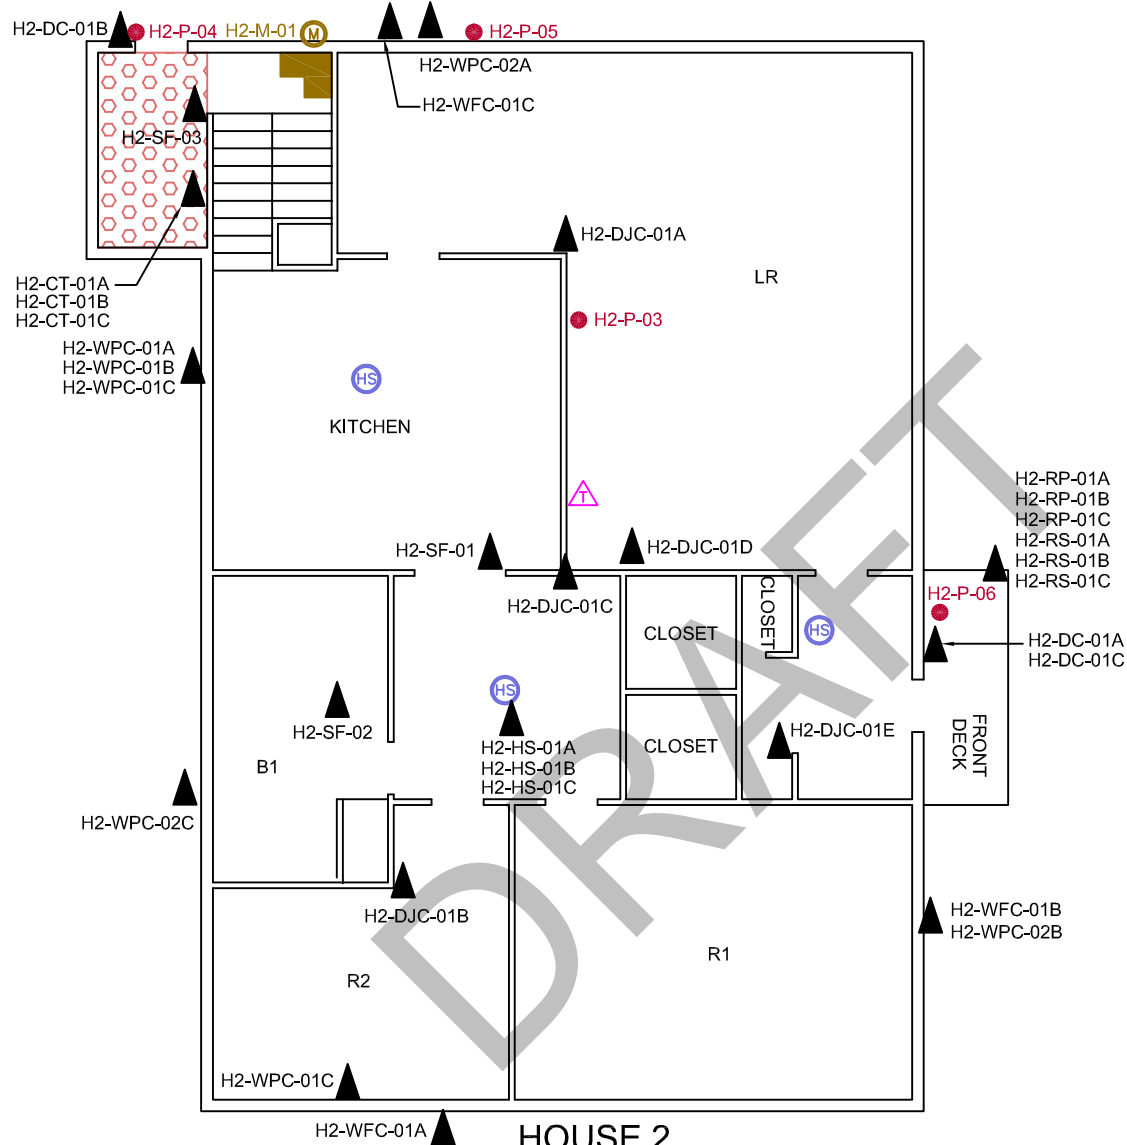 H2-DC-01B
H2-P-04
H2-M-01
M
H2-P-05
H2-WPC-02A
H2-WFC-01C
H2-SF-03
H2-DJC-01A
LR
H2-CT-01A
H2-CT-01B
H2-CT-01C
H2-P-03
H2-WPC-01A
H2-WPC-01B
H2-WPC-01C
HS
KITCHEN
T
H2-RP-01A
H2-RP-01B
H2-RP-01C
H2-RS-01A
H2-RS-01B
H2-RS-01C
H2-SF-01
H2-DJC-01D
H2-DJC-01C
H2-P-06
CLOSET
CLOSET
HS
H2-DC-01A
H2-DC-01C
HS
H2-SF-02
H2-HS-01A
H2-HS-01B
H2-HS-01C
CLOSET
H2-DJC-01E
FRONT
DECK
B1
H2-WPC-02C
H2-DJC-01B
H2-WFC-01B
H2-WPC-02B
R1
R2
H2-WPC-01C
H2-WFC-01A
HOUSE 2
DRAFT